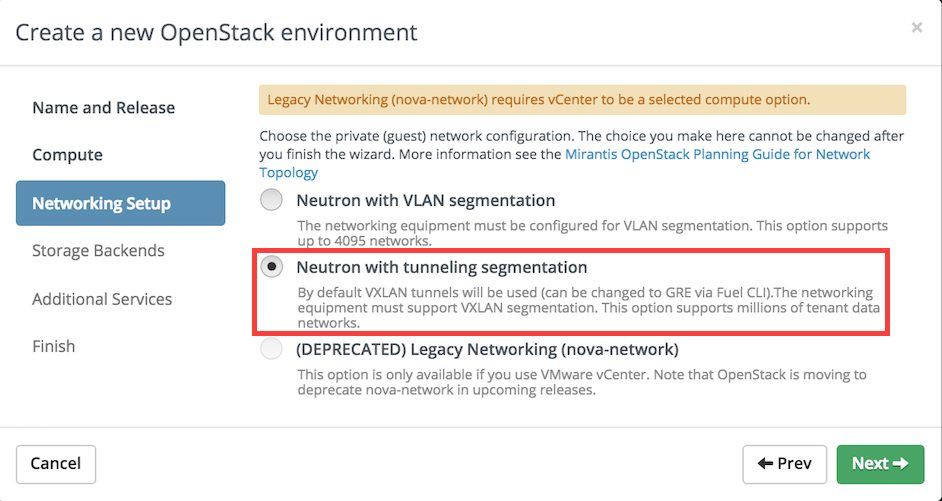 Create a new OpenStack environment
×
Name and Release
Compute
Networking Setup
Storage Backends
Additional Services
Finish
Legacy Networking (nova-network) requires vCenter to be a selected compute option.
Choose the private (guest) network configuration. The choice you make here cannot be changed after
you finish the wizard. More information see the Mirantis OpenStack Planning Guide for Network
Topology
Neutron with VLAN segmentation
The networking equipment must be configured for VLAN segmentation. This option supports
up to 4095 networks.
Neutron with tunneling segmentation
By default VXLAN tunnels will be used (can be changed to GRE via Fuel CLI).The networking
equipment must support VXLAN segmentation. This option supports millions of tenant data
networks.
(DEPRECATED) Legacy Networking (nova-network)
This option is only available if you use VMware vCenter. Note that OpenStack is moving to
deprecate nova-network in upcoming releases.
Cancel
Prev
Next